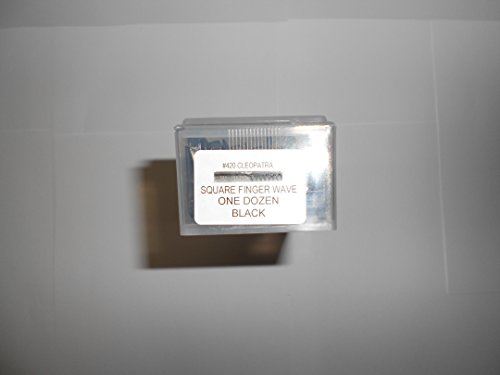 #420 CLEOPATRA
SQUARE FINGER WAVE
ONE DOZEN
BLACK